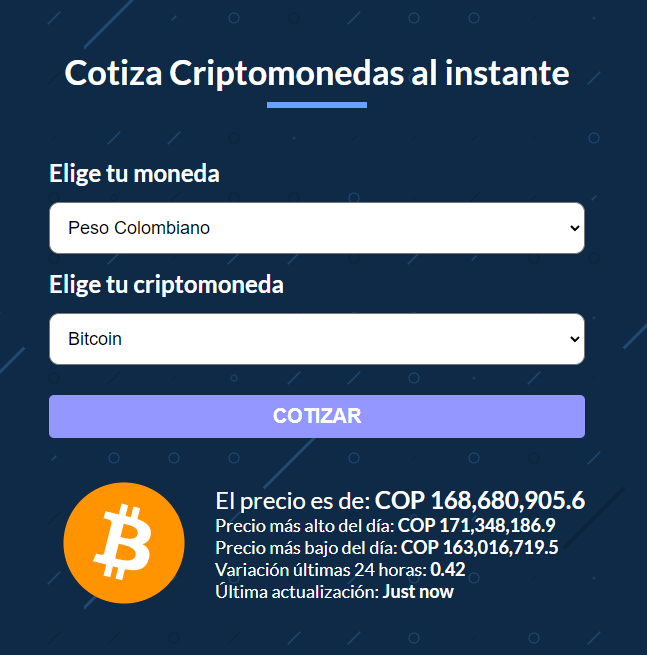 Cotiza Criptomonedas al instante
Elige tu moneda
Peso Colombiano
Elige tu criptomoneda
Bitcoin
COTIZAR
El precio es de: COP 168,680,905.6
Precio más alto del día: COP 171,348,186.9
Precio más bajo del día: COP 163,016,719.5
Variación últimas 24 horas: 0.42
Última actualización: Just now